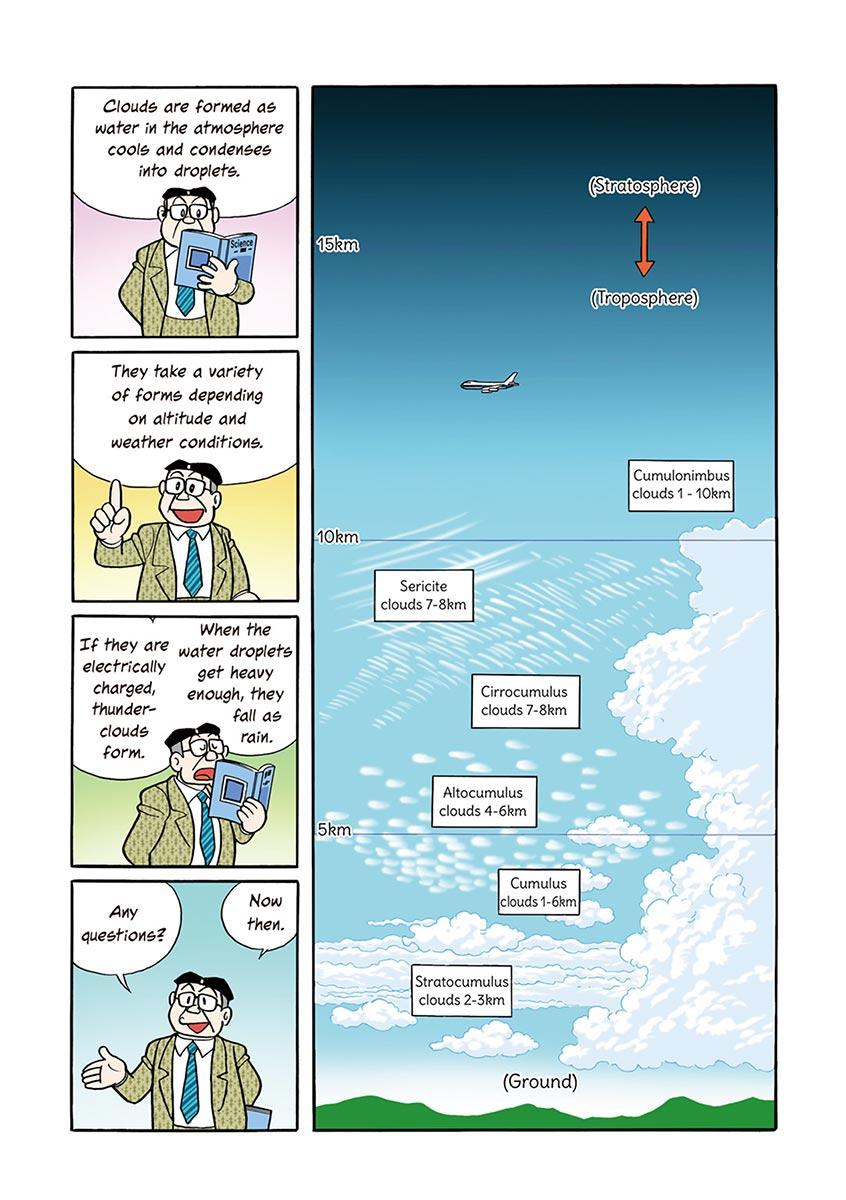 Clouds are formed as
water in the atmosphere
cools and condenses
into droplets.
Science
They take a variety
of forms depending
on altitude and
weather conditions.
When the
water droplets
get heavy
enough, they
fall as
rain.
If they are
electrically
charged,
thunder-
clouds
form.
Now
then.
Any
questions?
(Stratosphere)
15km
(Troposphere)
Cumulonimbus
clouds 1 - 10km
10km
Sericite
clouds 7-8km
Cirrocumulus
clouds 7-8km
Altocumulus
clouds 4-6km
5km
Cumulus
clouds 1-6km
Stratocumulus
clouds 2-3km
(Ground)